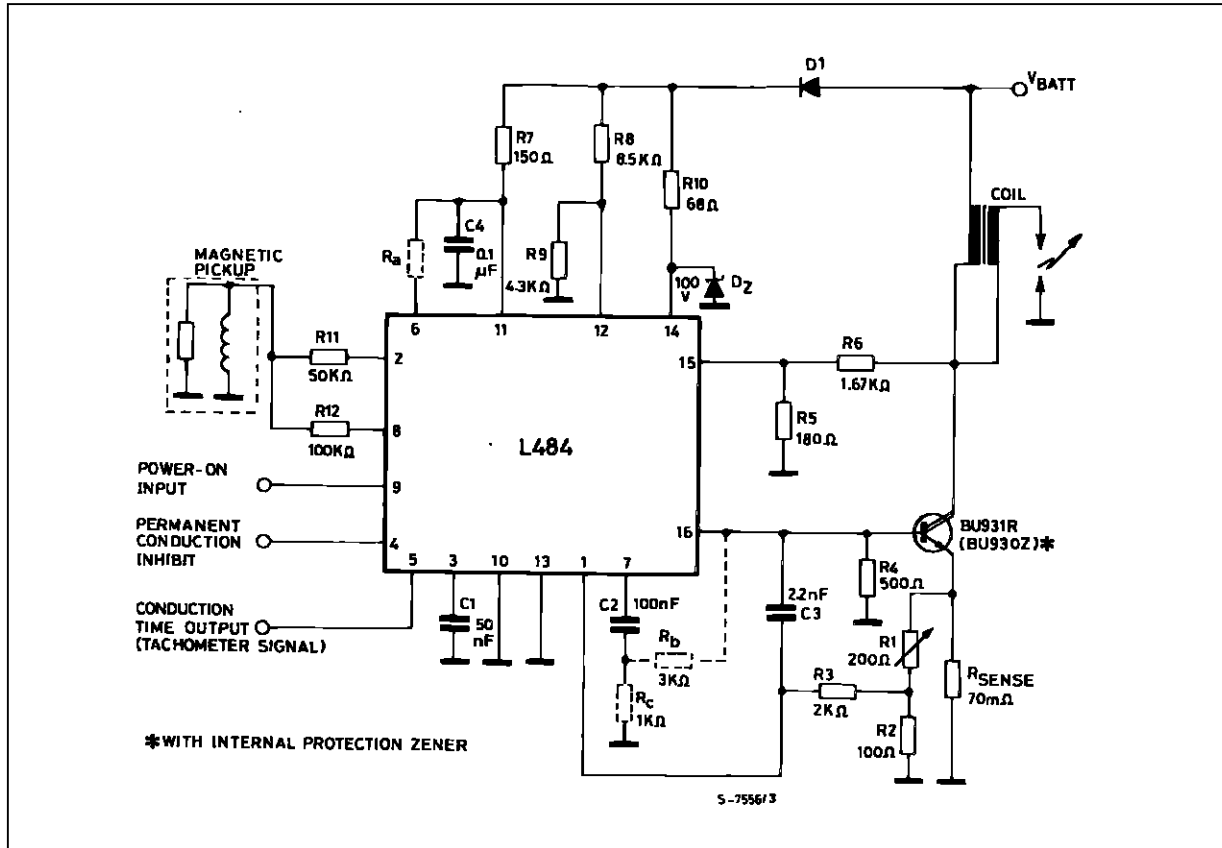 D1
VBATT
R7
150Ω
R8
6.5KΩ
R10
68Ω
COIL
C4
0.1
µF
Ra
R9
4.3KΩ
100
V
DZ
MAGNETIC
PICKUP
6
11
12
14
R11
50KΩ
2
15
R6
1.67KΩ
R12
100KΩ
8
R5
180Ω
L484
POWER-ON
INPUT
9
16
BU931R
(BU930Z)*
PERMANENT
CONDUCTION
INHIBIT
4
R4
500Ω
5
3
10
13
1
7
CONDUCTION
TIME OUTPUT
(TACHOMETER SIGNAL)
C1
50
nF
C2
100nF
2.2nF
C3
Rb
3KΩ
R1
200Ω
RSENSE
70mΩ
Rc
1KΩ
R3
2KΩ
R2
100Ω
*WITH INTERNAL PROTECTION ZENER
S-7556/3